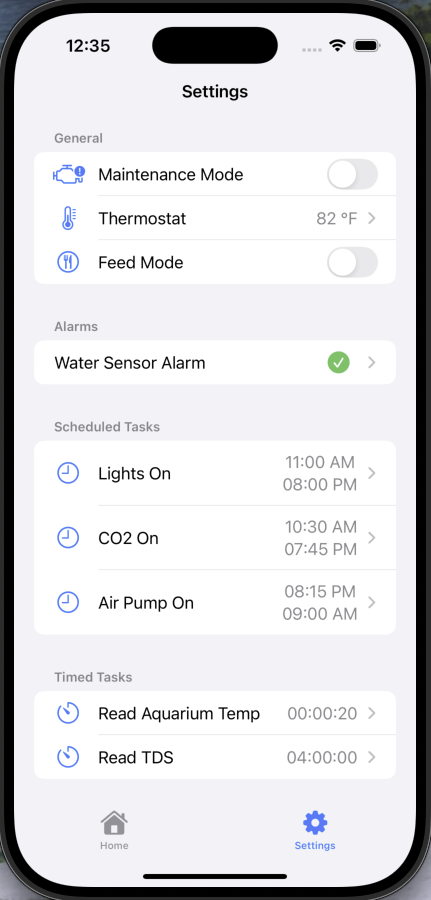 12:35
Settings
General
Maintenance Mode
Thermostat 82 °F
Feed Mode
Alarms
Water Sensor Alarm
Scheduled Tasks
Lights On 11:00 AM
08:00 PM
CO2 On 10:30 AM
07:45 PM
Air Pump On 08:15 PM
09:00 AM
Timed Tasks
Read Aquarium Temp 00:00:20
Read TDS 04:00:00
Home Settings